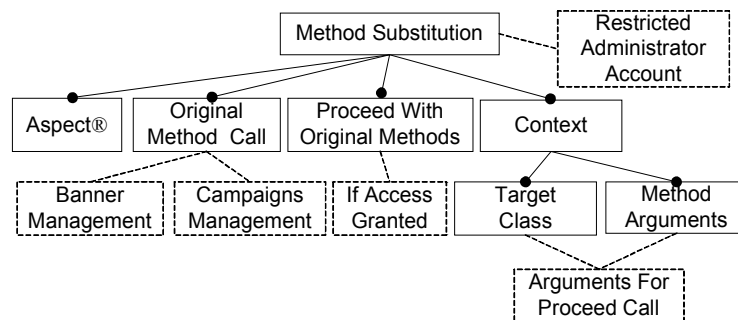 Method Substitution
Restricted
Administrator
Account
Aspect®
Original
Method Call
Proceed With
Original Methods
Context
Banner
Management
Campaigns
Management
If Access
Granted
Target
Class
Method
Arguments
Arguments For
Proceed Call